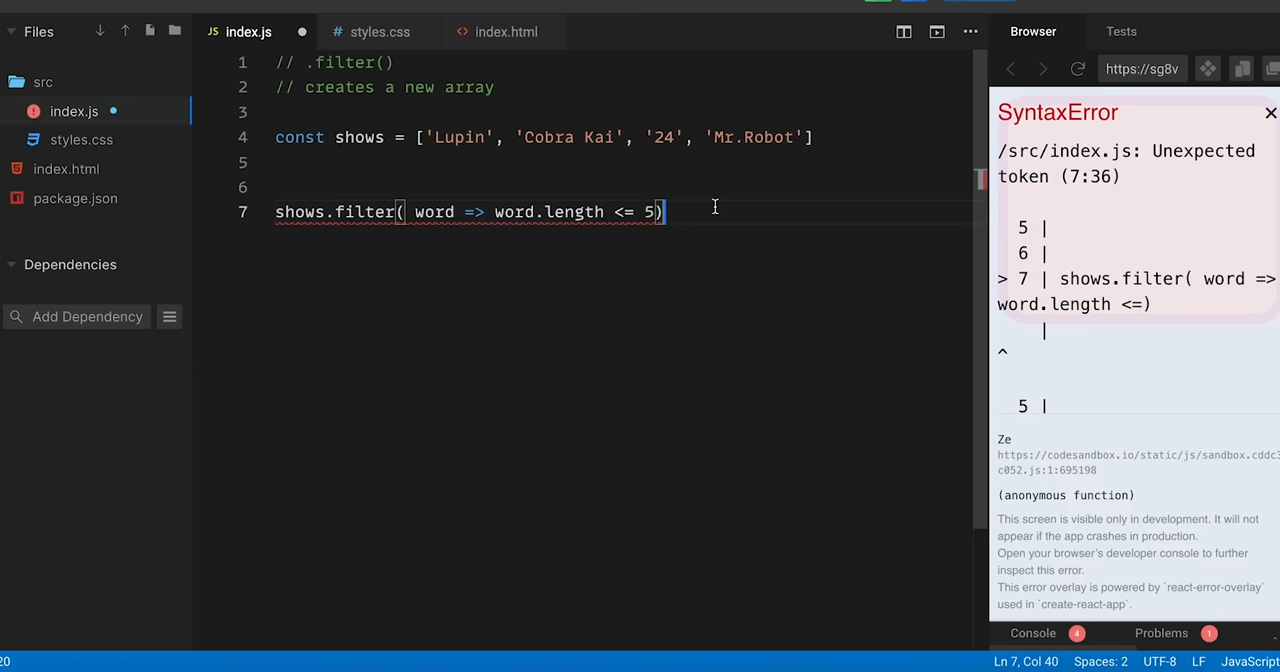 Files
src
index.js
styles.css
index.html
package.json
Dependencies
Add Dependency
JS index.js
# styles.css
<> index.html
1 // .filter()
2 // creates a new array
3
4 const shows = ['Lupin', 'Cobra Kai', '24', 'Mr.Robot']
5
6
7 shows.filter( word => word.length <= 5)
Browser
Tests
https://sg8v
SyntaxError
/src/index.js: Unexpected
token (7:36)
5 |
6 |
> 7 | shows.filter( word =>
word.length <=)
|
^
5 |
Ze
https://codesandbox.io/static/js/sandbox.cddc3
c052.js:1:695198
(anonymous function)
This screen is visible only in development. It will not
appear if the app crashes in production.
Open your browser's developer console to further
inspect this error.
This error overlay is powered by `react-error-overlay`
used in `create-react-app`.
Console 4
Problems 1
20
Ln 7, Col 40 Spaces: 2 UTF-8 LF JavaScript